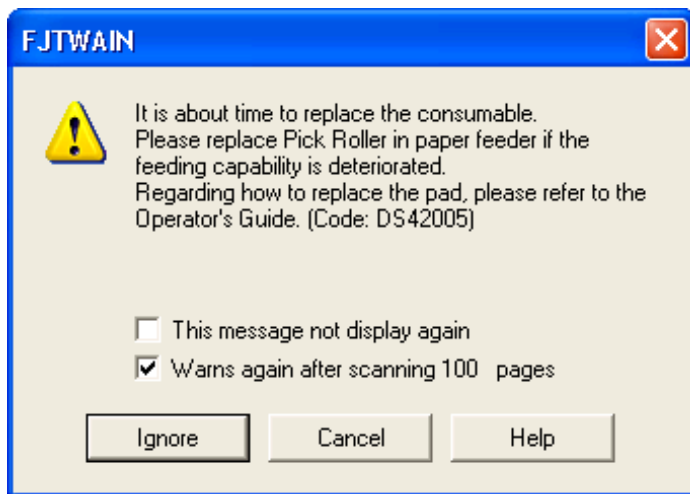 FJTWAIN
It is about time to replace the consumable.
Please replace Pick Roller in paper feeder if the
feeding capability is deteriorated.
Regarding how to replace the pad, please refer to the
Operator's Guide. (Code: DS42005)
This message not display again
Warns again after scanning 100 pages
Ignore Cancel Help